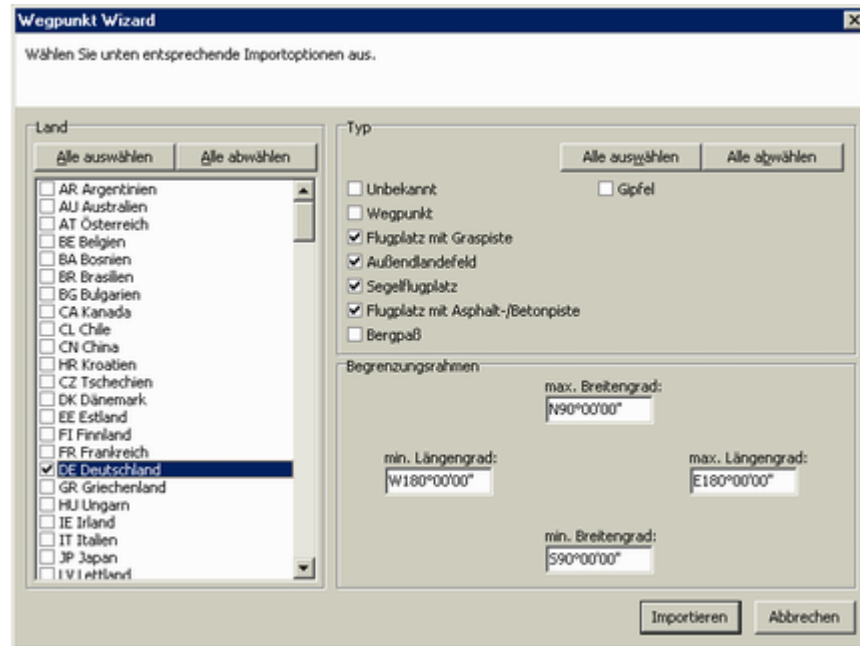 Wegpunkt Wizard
Wählen Sie unten entsprechende Importoptionen aus.
Land
Alle auswählen
Alle abwählen
AR Argentinien
AU Australien
AT Österreich
BE Belgien
BA Bosnien
BR Brasilien
BG Bulgarien
CA Kanada
CL Chile
CN China
HR Kroatien
CZ Tschechien
DK Dänemark
EE Estland
FI Finnland
FR Frankreich
DE Deutschland
GR Griechenland
HU Ungarn
IE Irland
IT Italien
JP Japan
LV Lettland
Typ
Alle auswählen
Alle abwählen
Unbekannt
Gipfel
Wegpunkt
Flugplatz mit Graspiste
Außendlandefeld
Segelflugplatz
Flugplatz mit Asphalt-/Betonpiste
Bergpaß
Begrenzungsrahmen
max. Breitengrad:
N90°00'00"
min. Längengrad:
W180°00'00"
max. Längengrad:
E180°00'00"
min. Breitengrad:
S90°00'00"
Importieren
Abbrechen